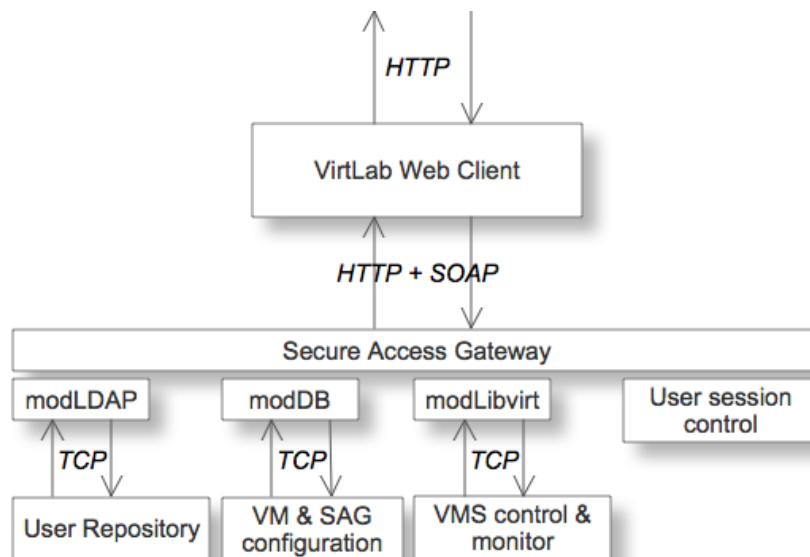 HTTP
VirtLab Web Client
HTTP + SOAP
Secure Access Gateway
modLDAP
modDB
modLibvirt
User session
control
TCP
TCP
TCP
User Repository
VM & SAG
configuration
VMS control &
monitor